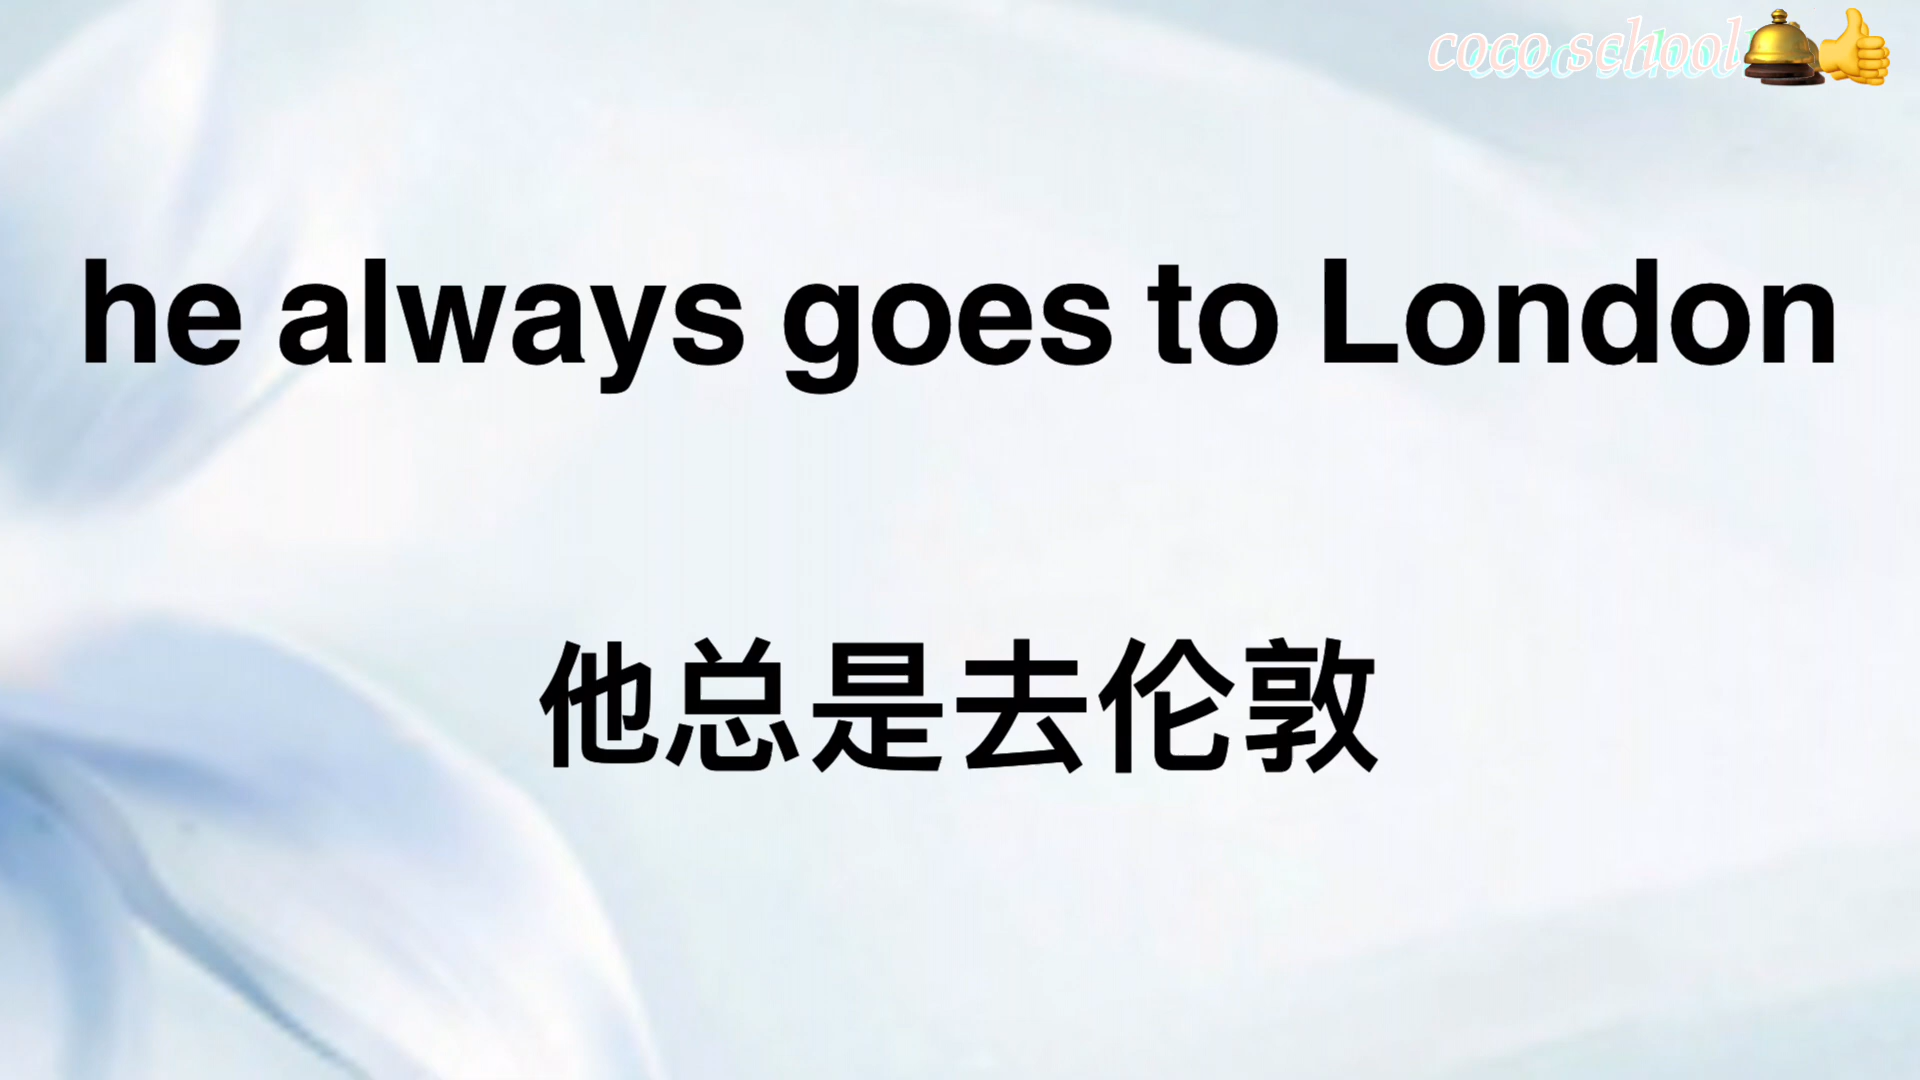 coco school
he always goes to London
他总是去伦敦